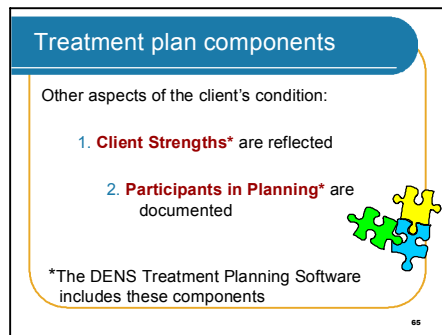 Treatment plan components
Other aspects of the client’s condition:
1. Client Strengths* are reflected
2. Participants in Planning* are
documented
*The DENS Treatment Planning Software
includes these components
65